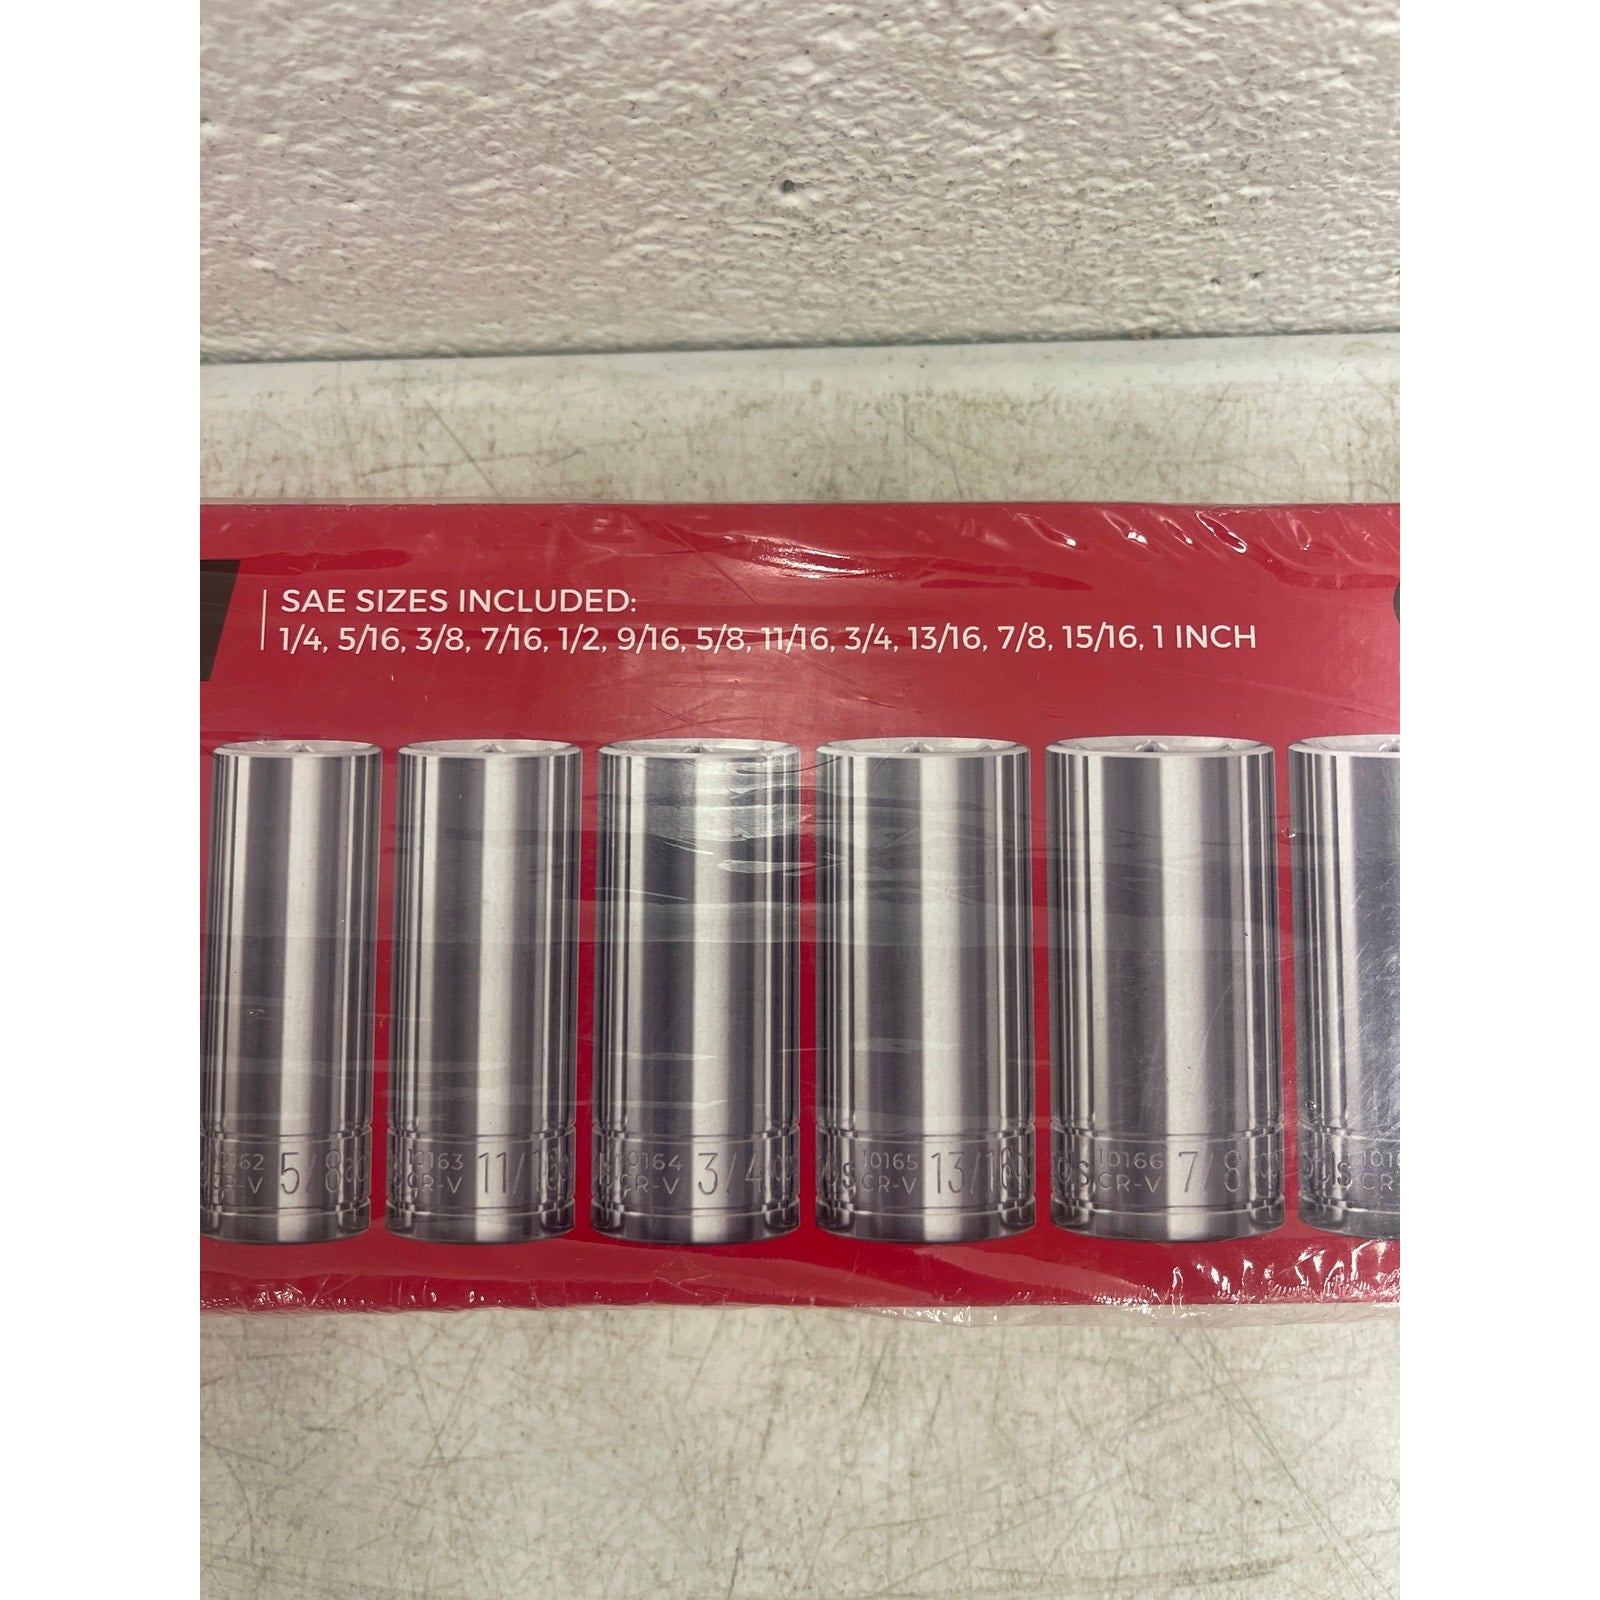 SAE SIZES INCLUDED:
1/4, 5/16, 3/8, 7/16, 1/2, 9/16, 5/8, 11/16, 3/4, 13/16, 7/8, 15/16, 1 INCH
5/8
CR-V
10163
CR-V
11/16
10164
CR-V
3/4
10165
CR-V
13/16
10166
CR-V
7/8